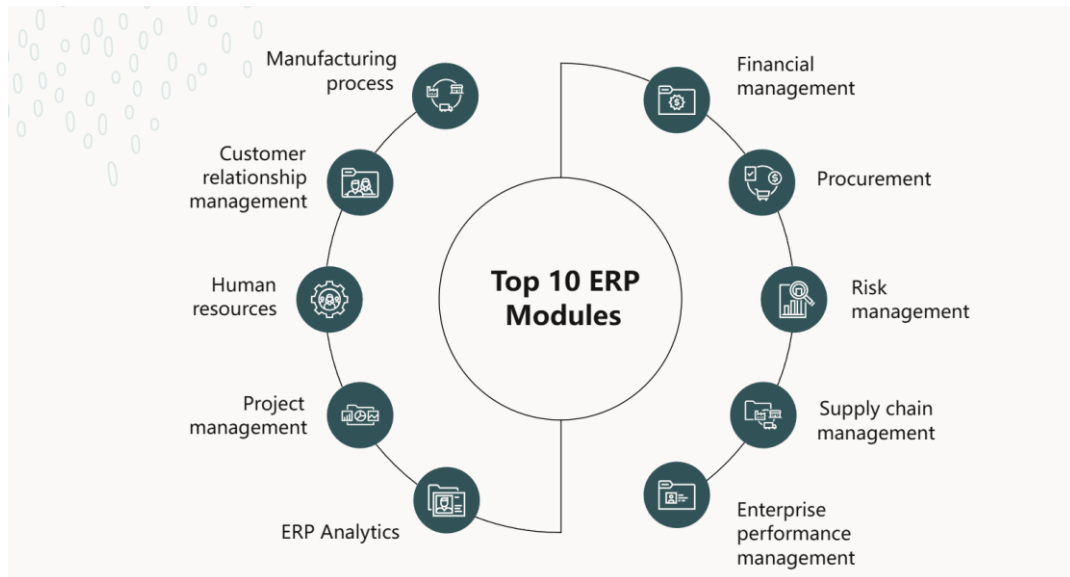 Manufacturing
process
Customer
relationship
management
Human
resources
Project
management
ERP Analytics
Top 10 ERP
Modules
Financial
management
Procurement
Risk
management
Supply chain
management
Enterprise
performance
management